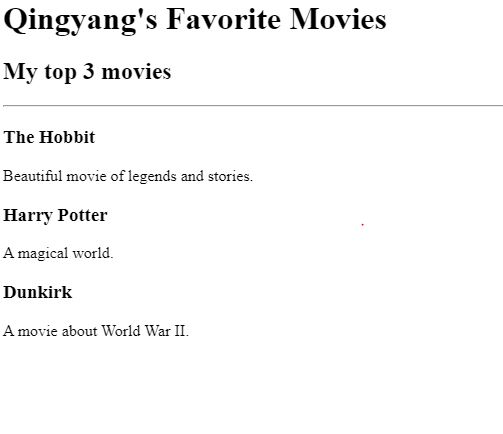 Qingyang's Favorite Movies
My top 3 movies
The Hobbit
Beautiful movie of legends and stories.
Harry Potter
A magical world.
Dunkirk
A movie about World War II.